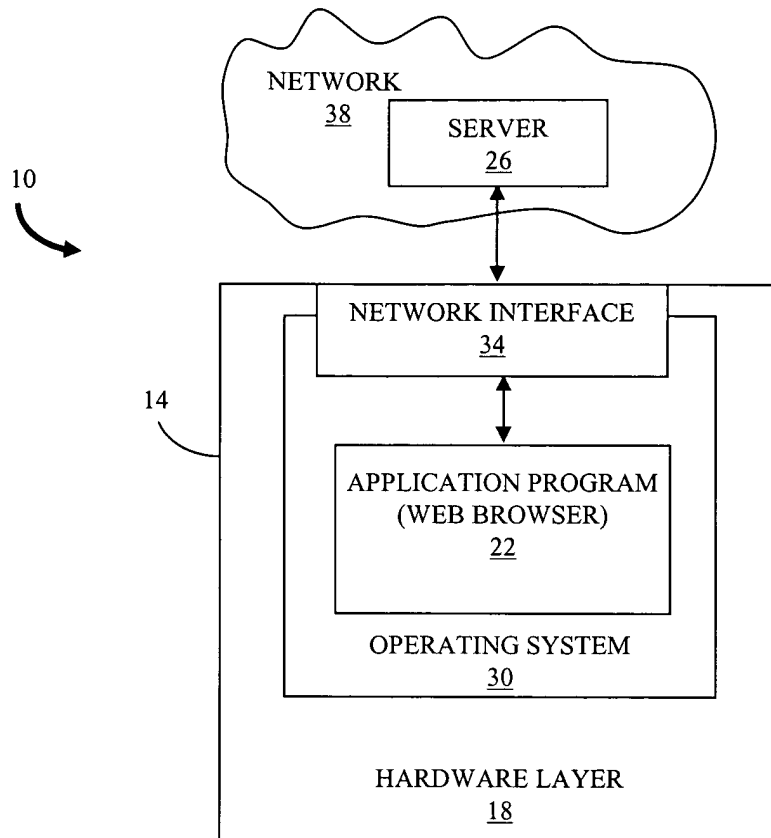 NETWORK
38
SERVER
26
10
NETWORK INTERFACE
34
14
APPLICATION PROGRAM
(WEB BROWSER)
22
OPERATING SYSTEM
30
HARDWARE LAYER
18